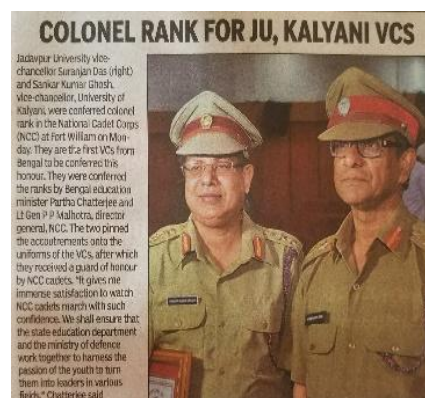 COLONEL RANK FOR JU, KALYANI VCS
Jadavpur University vice-
chancellor Suranjan Das (right)
and Sankar Kumar Ghosh,
vice-chancellor, University of
Kalyani, were conferred colonel
rank in the National Cadet Corps
(NCC) at Fort William on Mon-
day. They are the first VCs from
Bengal to be conferred this
honour. They were conferred
the ranks by Bengal education
minister Partha Chatterjee and
Lt Gen P P Malhotra, director
general, NCC. The two pinned
the accoutrements onto the
uniforms of the VCs, after which
they received a guard of honour
by NCC cadets. "It gives me
immense satisfaction to watch
NCC cadets march with such
confidence. We shall ensure that
the state education department
and the ministry of defence
work together to harness the
passion of the youth to turn
them into leaders in various
fields," Chatterjee said